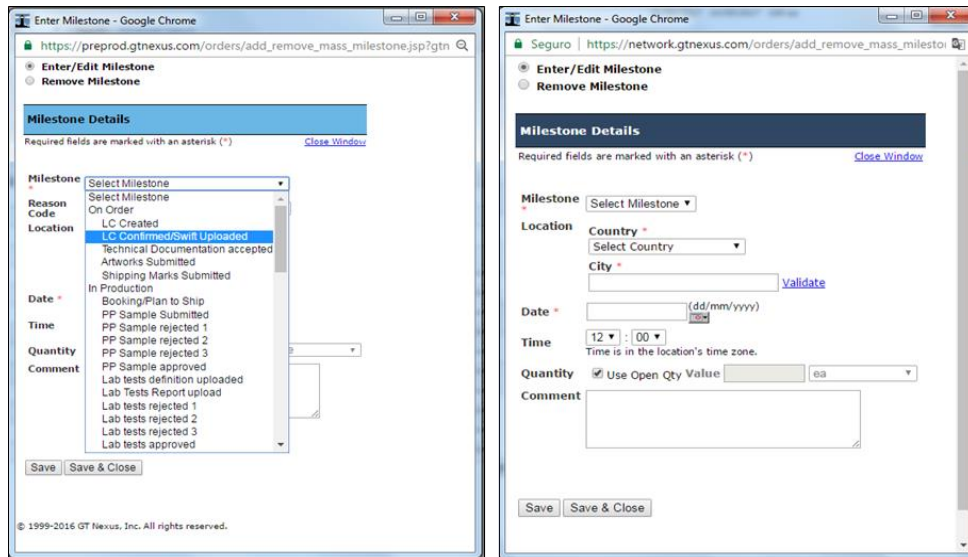 Enter Milestone - Google Chrome
https://preprod.gtnexus.com/orders/add_remove_mass_milestone.jsp?gtn
Enter/Edit Milestone
Remove Milestone
Milestone Details
Required fields are marked with an asterisk (*) Close Window
Milestone * Select Milestone
Select Milestone
On Order
LC Created
LC Confirmed/Swift Uploaded
Technical Documentation accepted
Artworks Submitted
Shipping Marks Submitted
In Production
Booking/Plan to Ship
PP Sample Submitted
PP Sample rejected 1
PP Sample rejected 2
PP Sample rejected 3
PP Sample approved
Lab tests definition uploaded
Lab Tests Report upload
Lab tests rejected 1
Lab tests rejected 2
Lab tests rejected 3
Lab tests approved
Reason Code
Location
Date *
Time
Quantity
Comment
Save Save & Close
© 1999-2016 GT Nexus, Inc. All rights reserved.
Enter Milestone - Google Chrome
Seguro | https://network.gtnexus.com/orders/add_remove_mass_milesto
Enter/Edit Milestone
Remove Milestone
Milestone Details
Required fields are marked with an asterisk (*) Close Window
Milestone * Select Milestone
Location Country *
Select Country
City *
Validate
Date * (dd/mm/yyyy)
Time 12 : 00
Time is in the location's time zone.
Quantity Use Open Qty Value ea
Comment
Save Save & Close